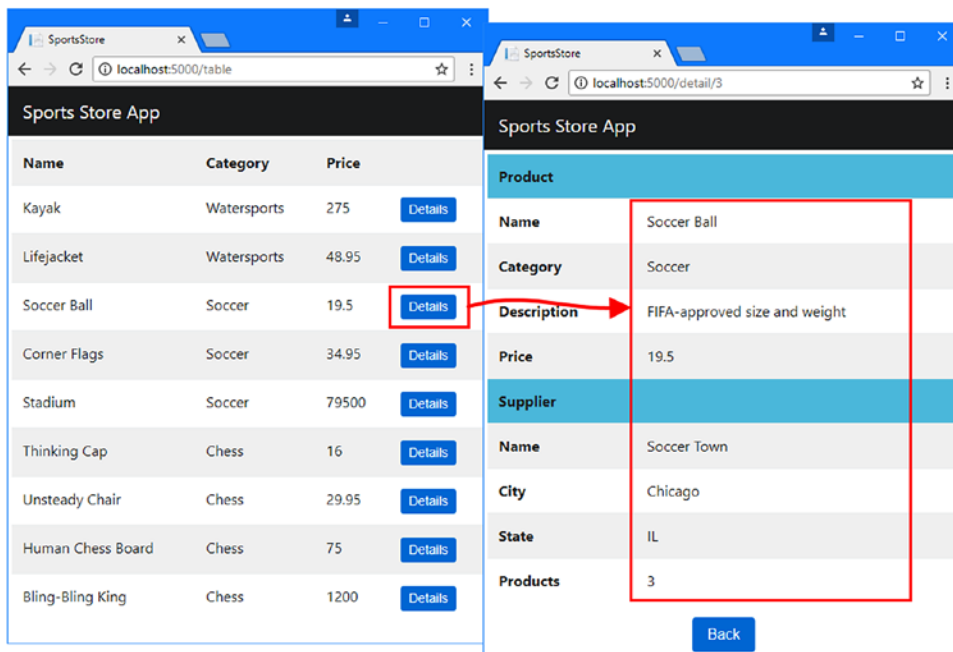 SportsStore
localhost:5000/table
Sports Store App
Name Category Price
Kayak Watersports 275 Details
Lifejacket Watersports 48.95 Details
Soccer Ball Soccer 19.5 Details
Corner Flags Soccer 34.95 Details
Stadium Soccer 79500 Details
Thinking Cap Chess 16 Details
Unsteady Chair Chess 29.95 Details
Human Chess Board Chess 75 Details
Bling-Bling King Chess 1200 Details
SportsStore
localhost:5000/detail/3
Sports Store App
Product
Name Soccer Ball
Category Soccer
Description FIFA-approved size and weight
Price 19.5
Supplier
Name Soccer Town
City Chicago
State IL
Products 3
Back